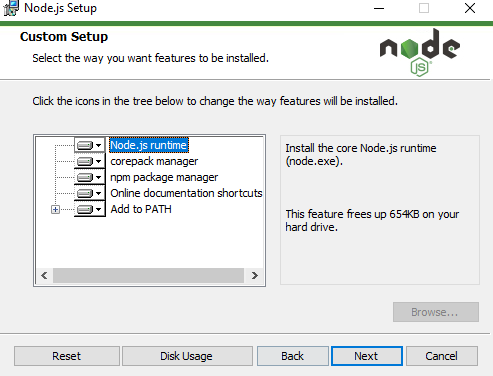 Node.js Setup
Custom Setup
Select the way you want features to be installed.
node
JS
Click the icons in the tree below to change the way features will be installed.
Node.js runtime
corepack manager
npm package manager
Online documentation shortcuts
Add to PATH
Install the core Node.js runtime
(node.exe).
This feature frees up 654KB on your
hard drive.
Browse...
Reset
Disk Usage
Back
Next
Cancel